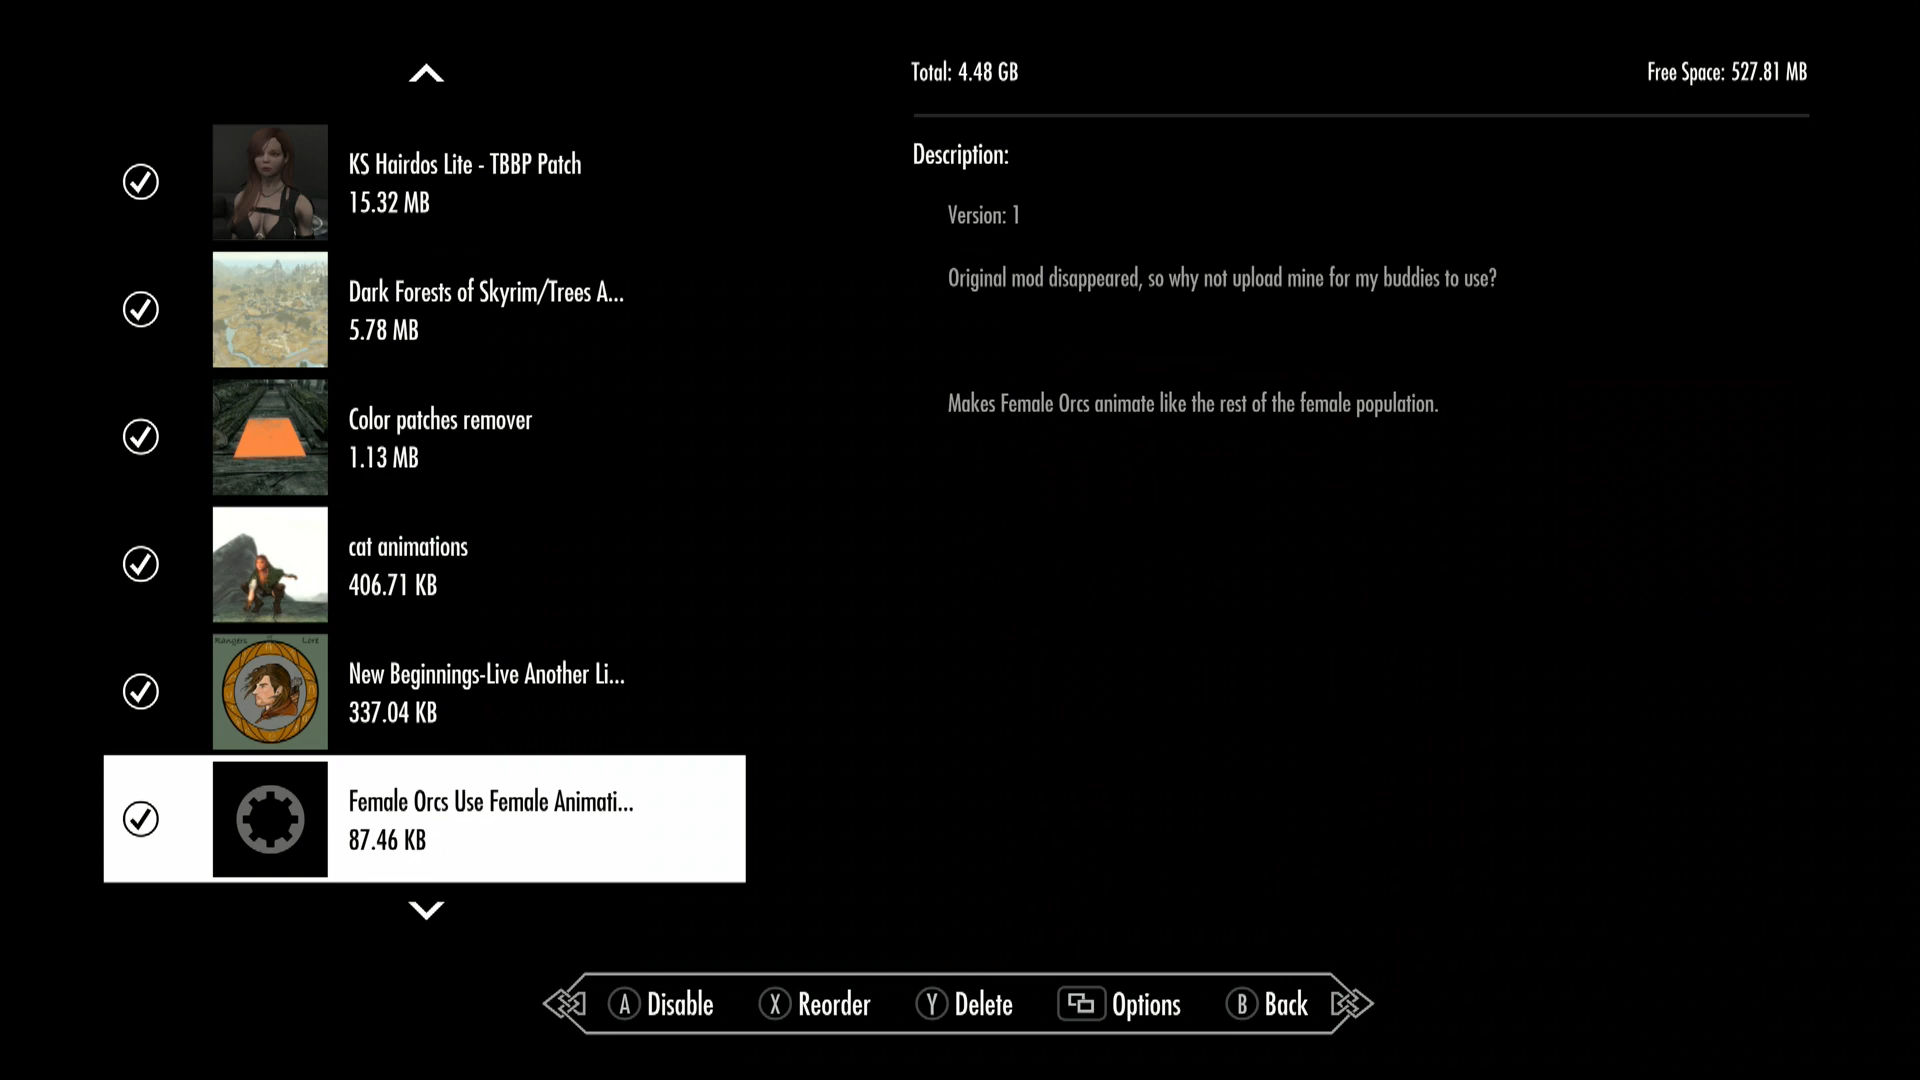 Total: 4.48 GB
Free Space: 527.81 MB
KS Hairdos Lite - TBBP Patch
15.32 MB
Dark Forests of Skyrim/Trees A...
5.78 MB
Color patches remover
1.13 MB
cat animations
406.71 KB
Rangers of Lore
New Beginnings-Live Another Li...
337.04 KB
Female Orcs Use Female Animati...
87.46 KB
Description:
Version: 1
Original mod disappeared, so why not upload mine for my buddies to use?
Makes Female Orcs animate like the rest of the female population.
A Disable
X Reorder
Y Delete
Options
B Back